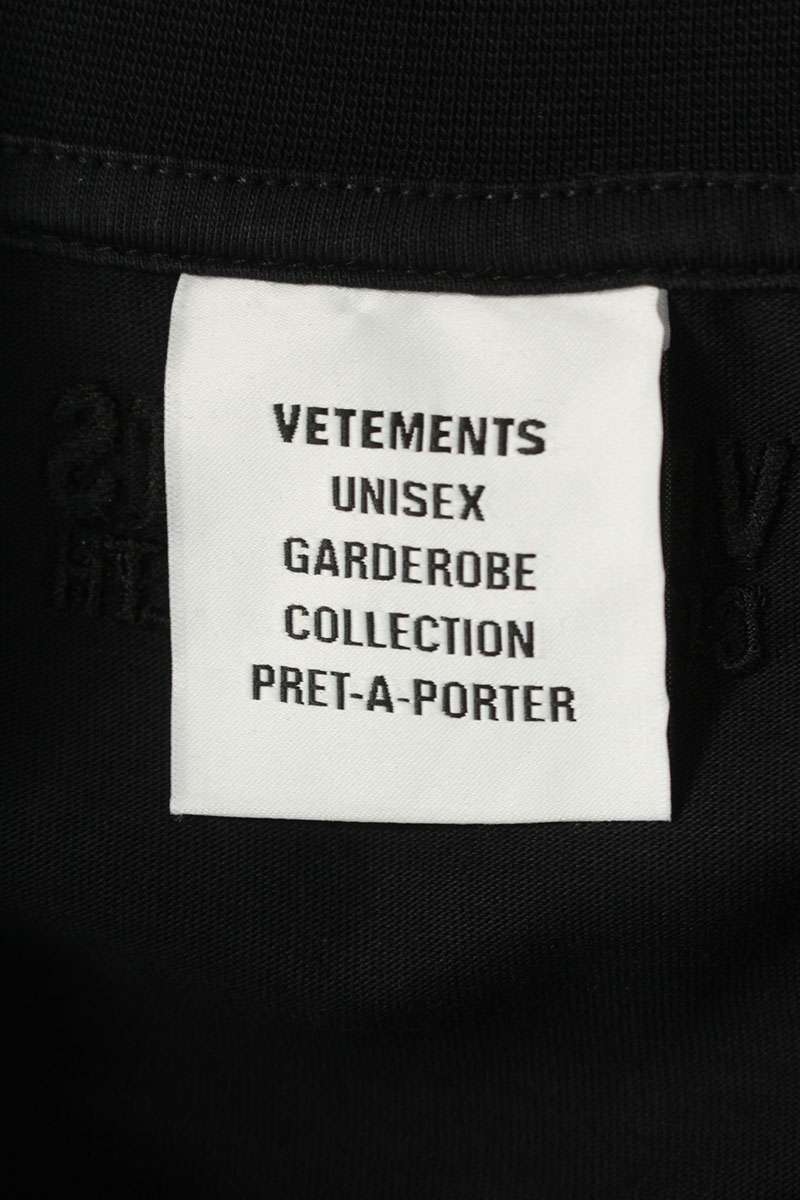 VETEMENTS
UNISEX
GARDEROBE
COLLECTION
PRET-A-PORTER